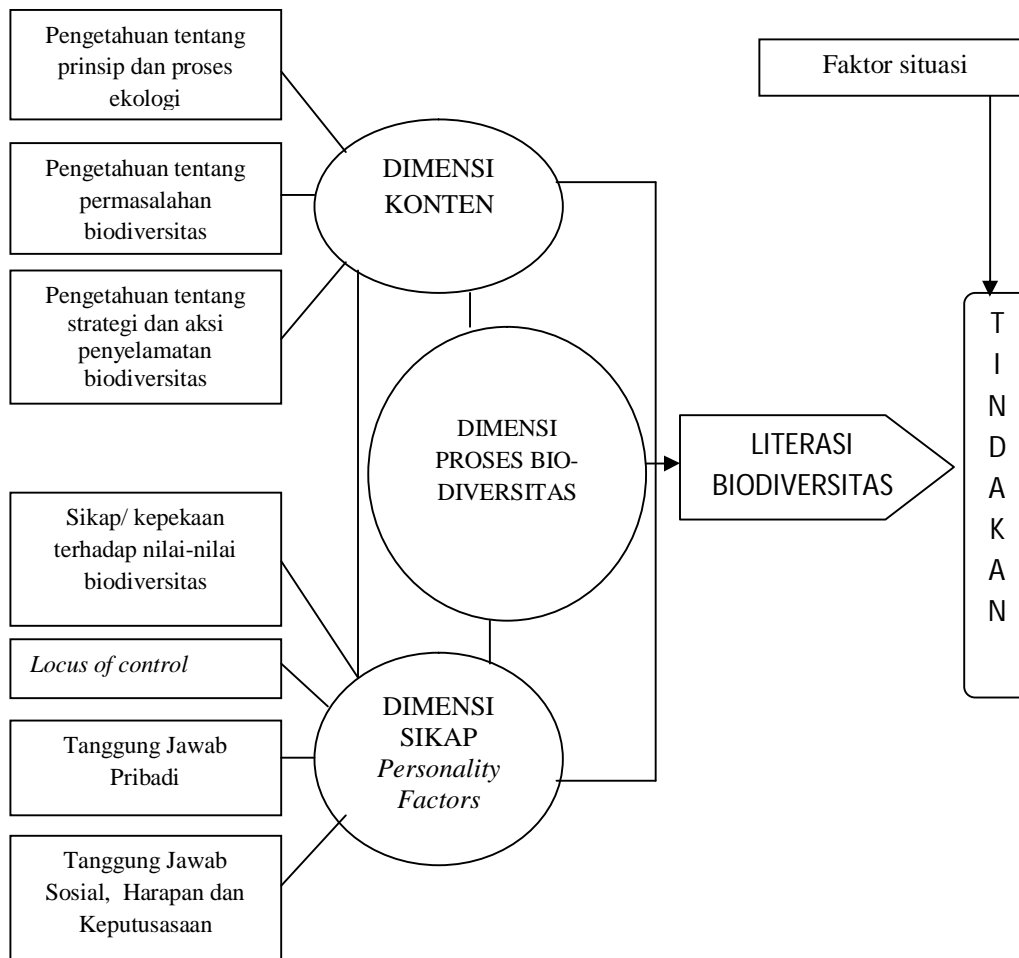 Pengetahuan tentang
prinsip dan proses
ekologi
Pengetahuan tentang
permasalahan
biodiversitas
Pengetahuan tentang
strategi dan aksi
penyelamatan
biodiversitas
Sikap/ kepekaan
terhadap nilai-nilai
biodiversitas
Locus of control
Tanggung Jawab
Pribadi
Tanggung Jawab
Sosial, Harapan dan
Keputusasaan
DIMENSI
KONTEN
DIMENSI
PROSES BIO-
DIVERSITAS
DIMENSI
SIKAP
Personality
Factors
LITERASI
BIODIVERSITAS
Faktor situasi
T
I
N
D
A
K
A
N